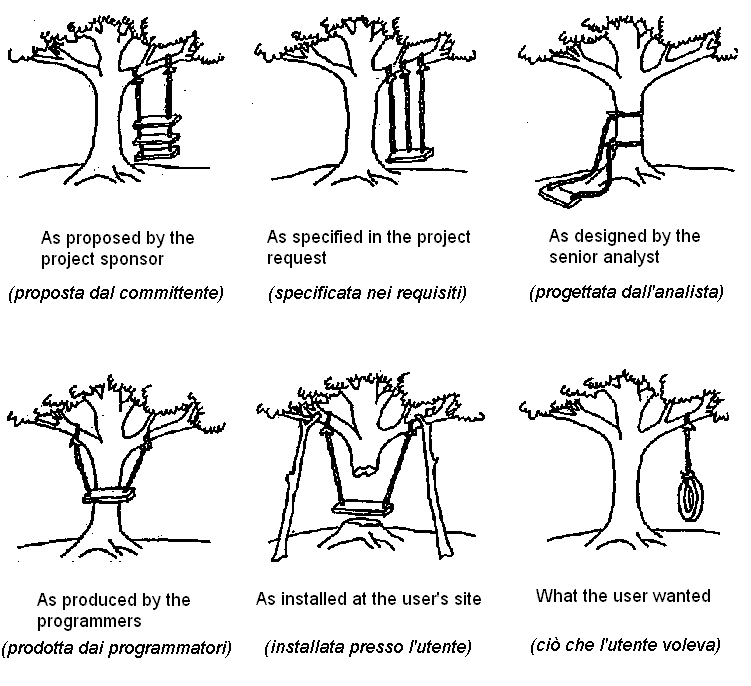 As proposed by the
project sponsor
(proposta dal committente)
As specified in the project
request
(specificata nei requisiti)
As designed by the
senior analyst
(progettata dall'analista)
As produced by the
programmers
(prodotta dai programmatori)
As installed at the user's site
(installata presso l'utente)
What the user wanted
(ciò che l'utente voleva)